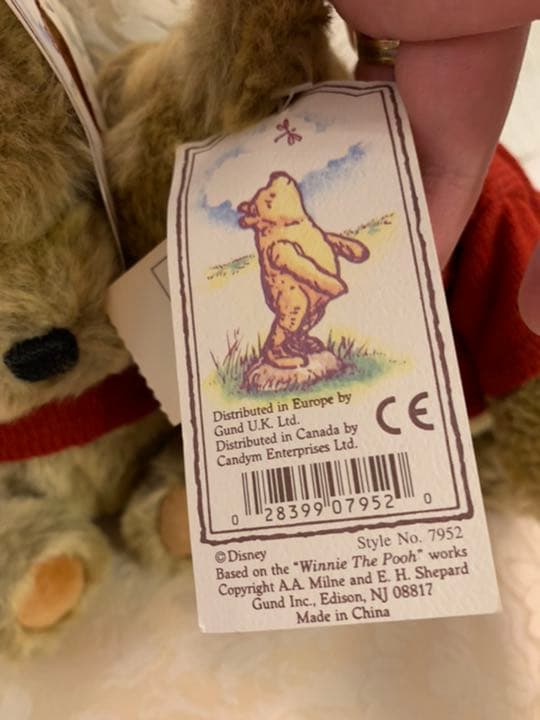 Distributed in Europe by
Gund U.K. Ltd.
Distributed in Canada by
Candym Enterprises Ltd.
CE
0 28399 07952 0
Style No. 7952
©Disney
Based on the "Winnie The Pooh" works
Copyright A.A. Milne and E. H. Shepard
Gund Inc., Edison, NJ 08817
Made in China